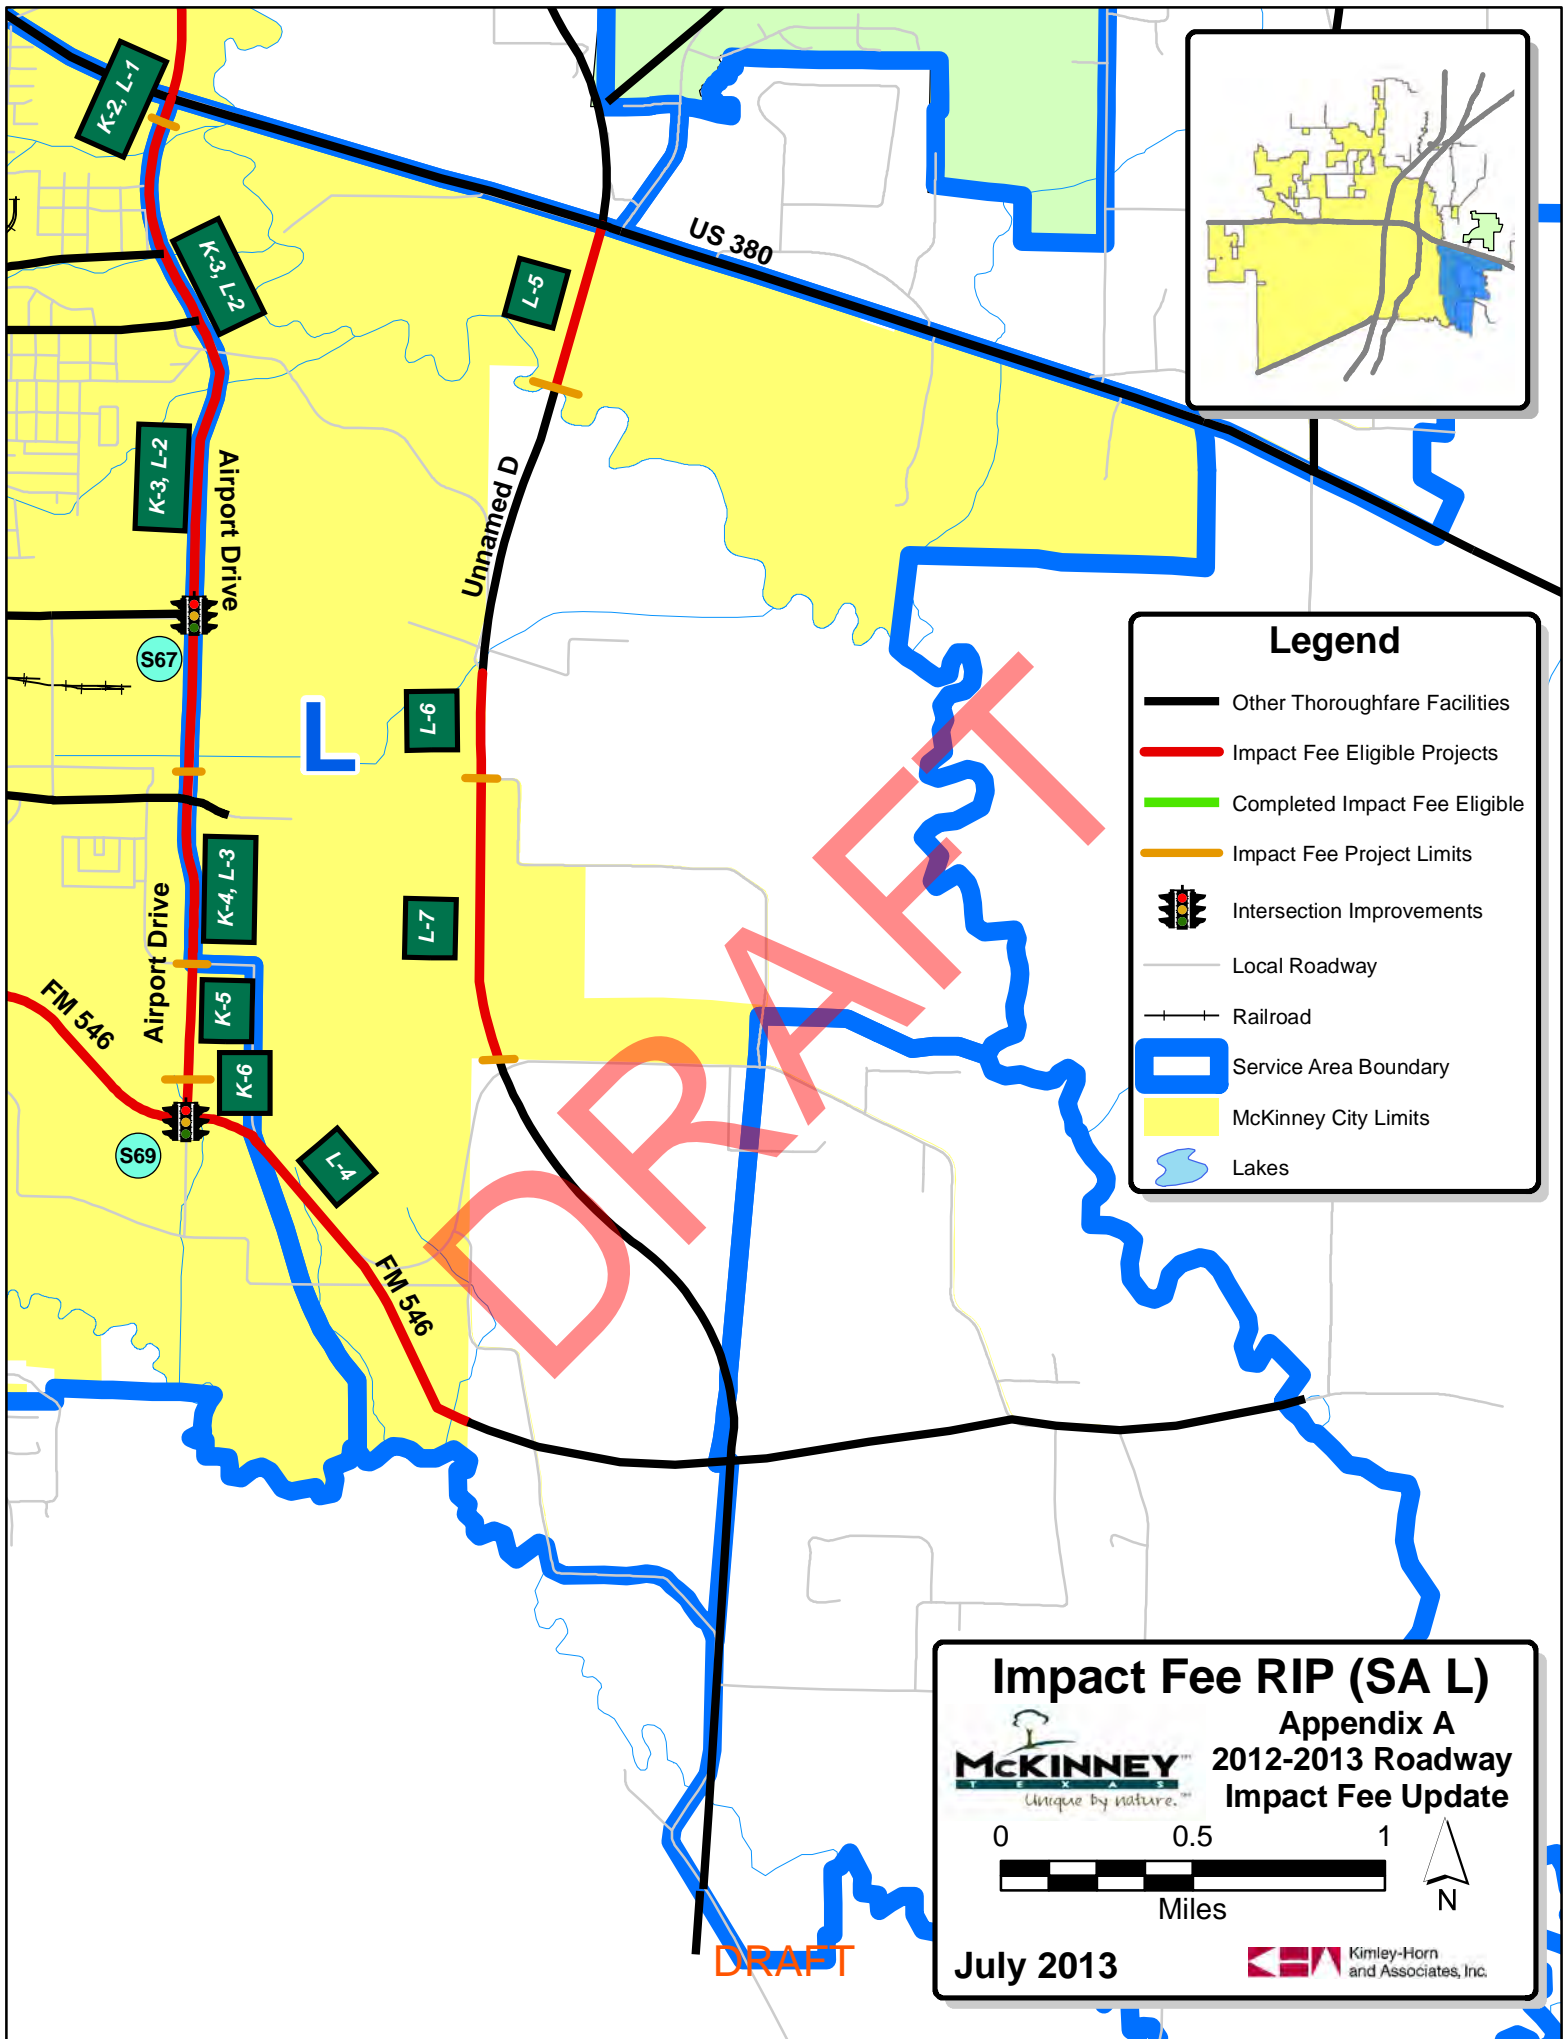 K-2, L-1
K-3, L-2
L-5
US 380
K-3, L-2
Airport Drive
Unnamed D
S67
L
L-6
K-4, L-3
L-7
Airport Drive
FM 546
K-5
K-6
S69
L-4
FM 546
DRAFT
Legend
Other Thoroughfare Facilities
Impact Fee Eligible Projects
Completed Impact Fee Eligible
Impact Fee Project Limits
Intersection Improvements
Local Roadway
Railroad
Service Area Boundary
McKinney City Limits
Lakes
Impact Fee RIP (SA L)
Appendix A
2012-2013 Roadway
Impact Fee Update
McKINNEY
TEXAS
Unique by nature.
0 0.5 1
Miles
N
July 2013
Kimley-Horn
and Associates, Inc.
DRAFT